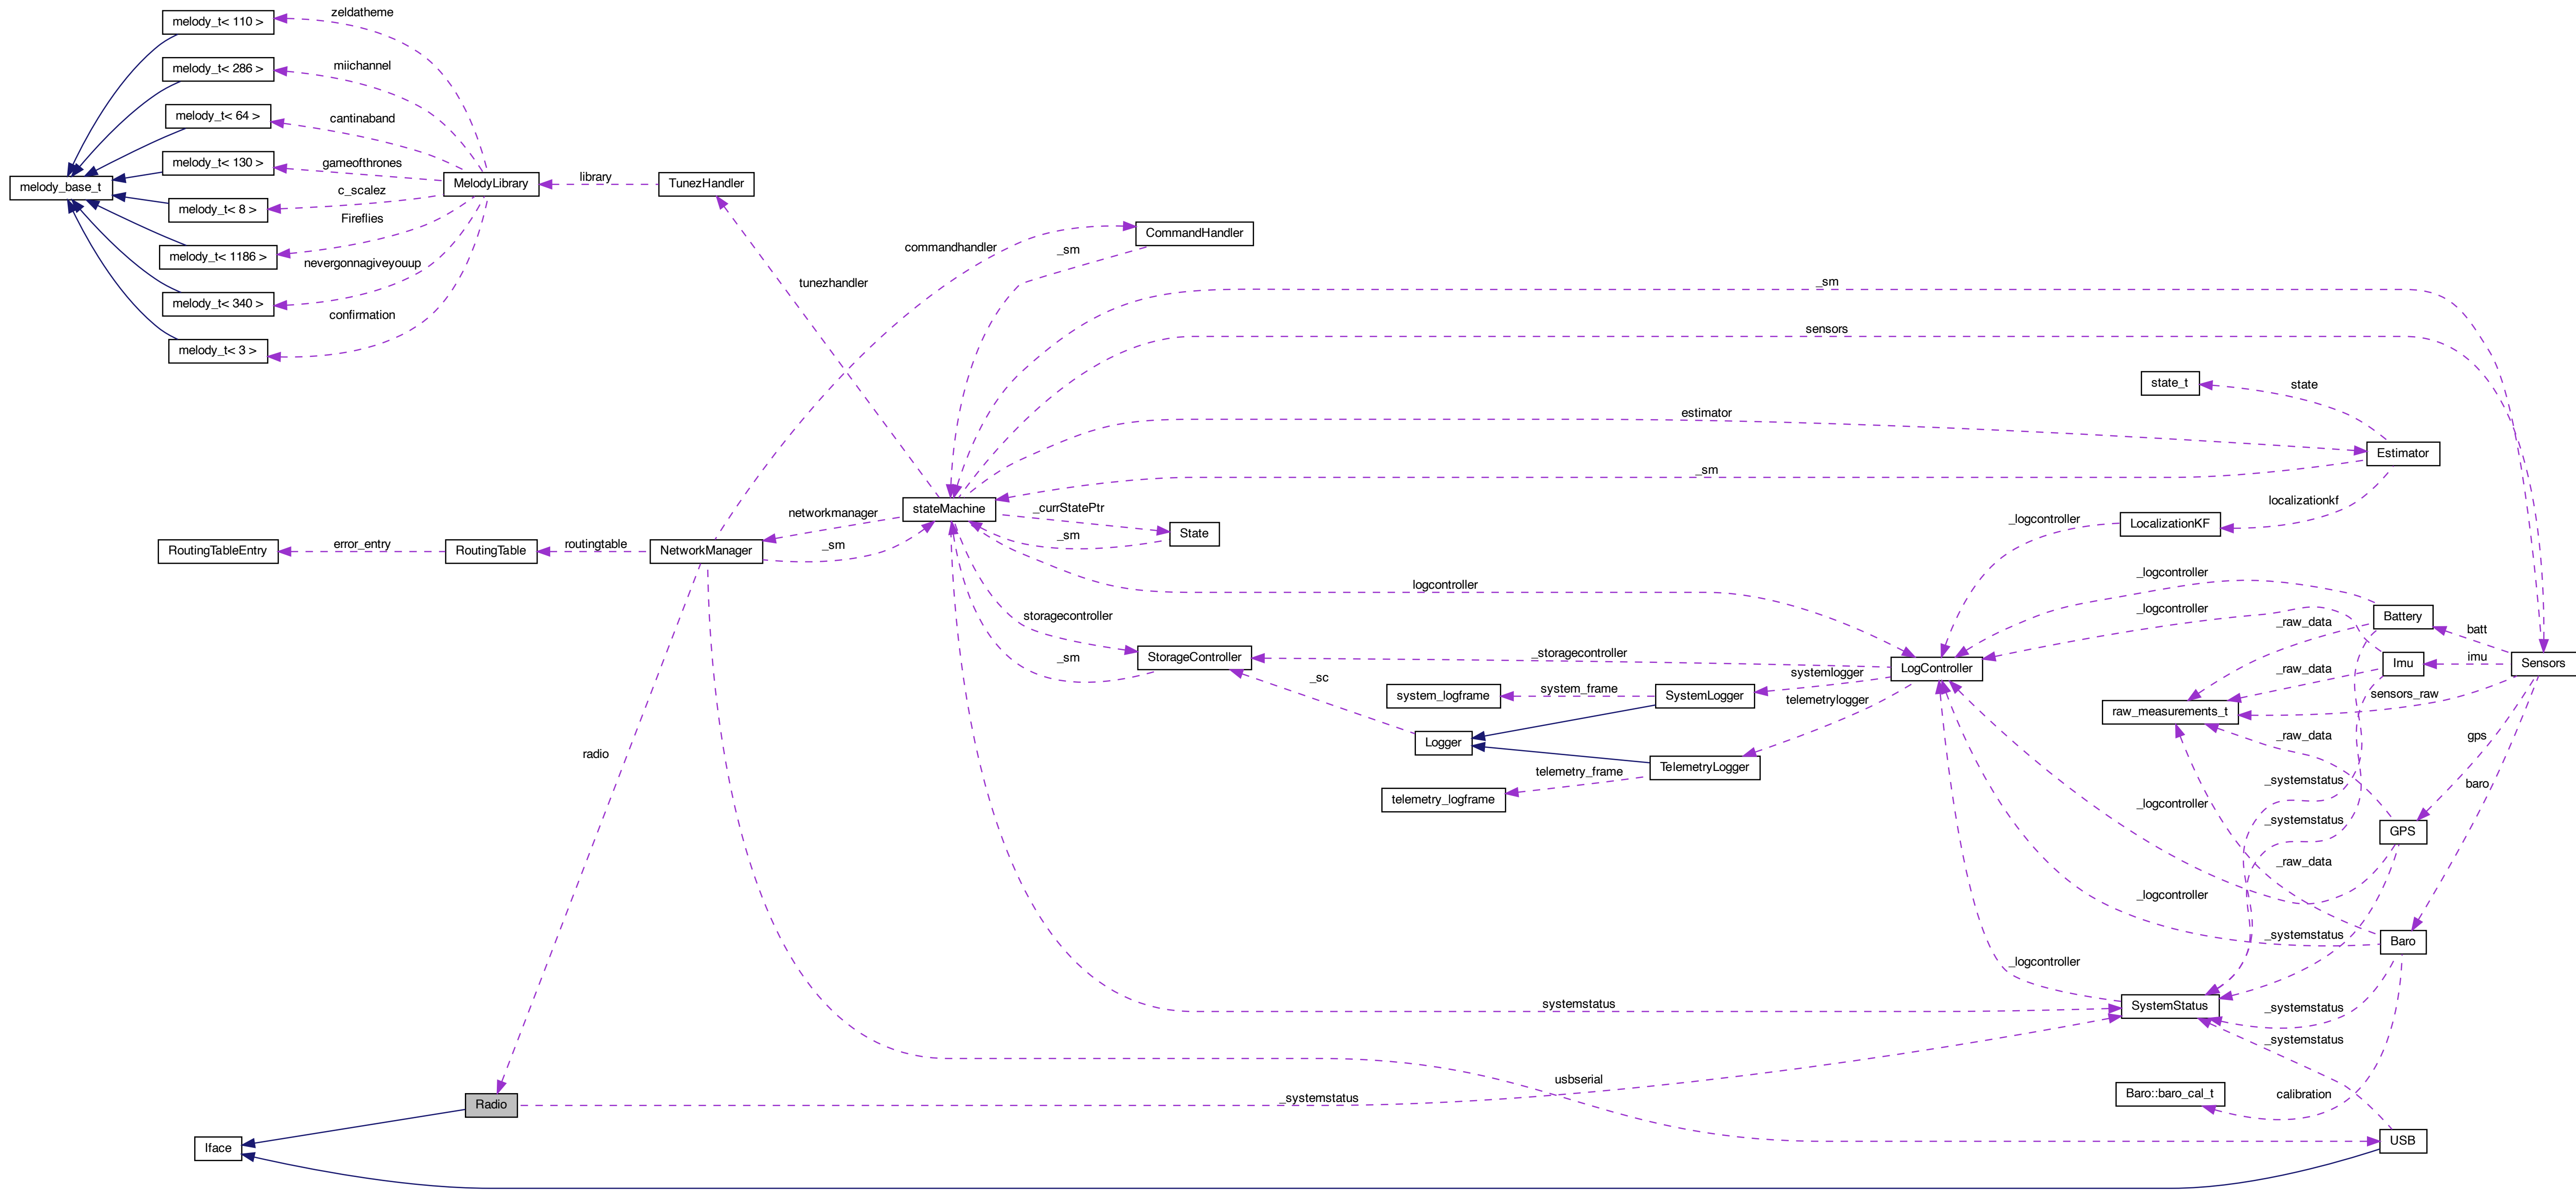 melody_t< 110 >
zeldatheme
melody_t< 286 >
miichannel
melody_t< 64 >
cantinaband
melody_t< 130 >
gameofthrones
melody_base_t
MelodyLibrary
library
TunezHandler
c_scalez
melody_t< 8 >
Fireflies
melody_t< 1186 >
nevergonnagiveyouup
melody_t< 340 >
confirmation
melody_t< 3 >
commandhandler
CommandHandler
_sm
tunezhandler
_sm
sensors
state_t
state
estimator
Estimator
_sm
localizationkf
stateMachine
networkmanager
_currStatePtr
State
_sm
_sm
_logcontroller
LocalizationKF
RoutingTableEntry
error_entry
RoutingTable
routingtable
NetworkManager
logcontroller
_logcontroller
_logcontroller
Battery
batt
_raw_data
storagecontroller
StorageController
_sm
_storagecontroller
LogController
Imu
imu
Sensors
_raw_data
_sc
system_logframe
system_frame
SystemLogger
systemlogger
telemetrylogger
sensors_raw
raw_measurements_t
Logger
_raw_data
gps
radio
TelemetryLogger
telemetry_frame
telemetry_logframe
_systemstatus
baro
_logcontroller
_systemstatus
GPS
_raw_data
_logcontroller
_systemstatus
Baro
_logcontroller
systemstatus
SystemStatus
_systemstatus
_systemstatus
usbserial
Radio
_systemstatus
Baro::baro_cal_t
calibration
Iface
USB